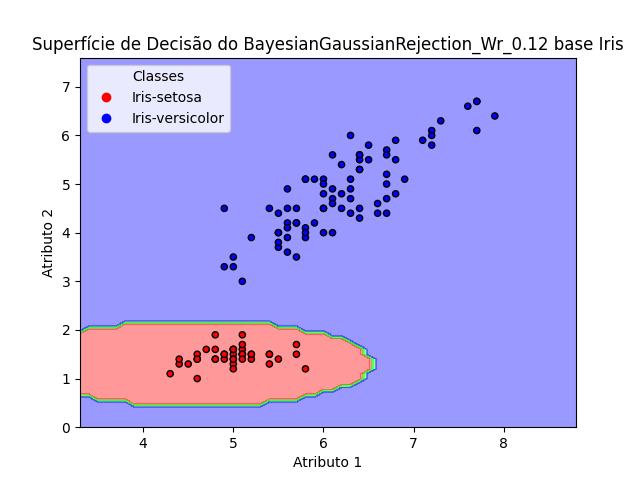 Superfície de Decisão do BayesianGaussianRejection_Wr_0.12 base Iris
Classes
Iris-setosa
Iris-versicolor
Atributo 2
7
6
5
4
3
2
1
0
4 5 6 7 8
Atributo 1